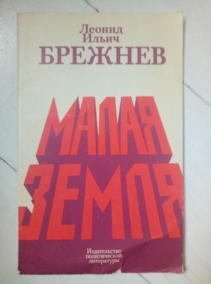 Леонид
Ильич
БРЕЖНЕВ
МАЛАЯ
ЗЕМЛЯ
Издательство
политической
литературы